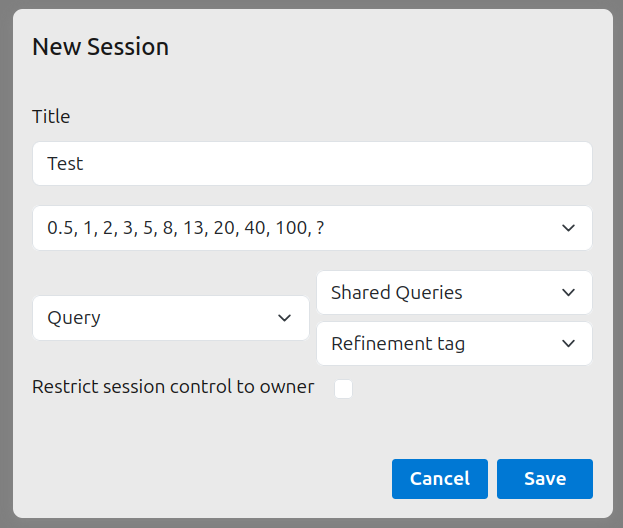 New Session
Title
Test
0.5, 1, 2, 3, 5, 8, 13, 20, 40, 100, ?
Query
Shared Queries
Refinement tag
Restrict session control to owner
Cancel
Save